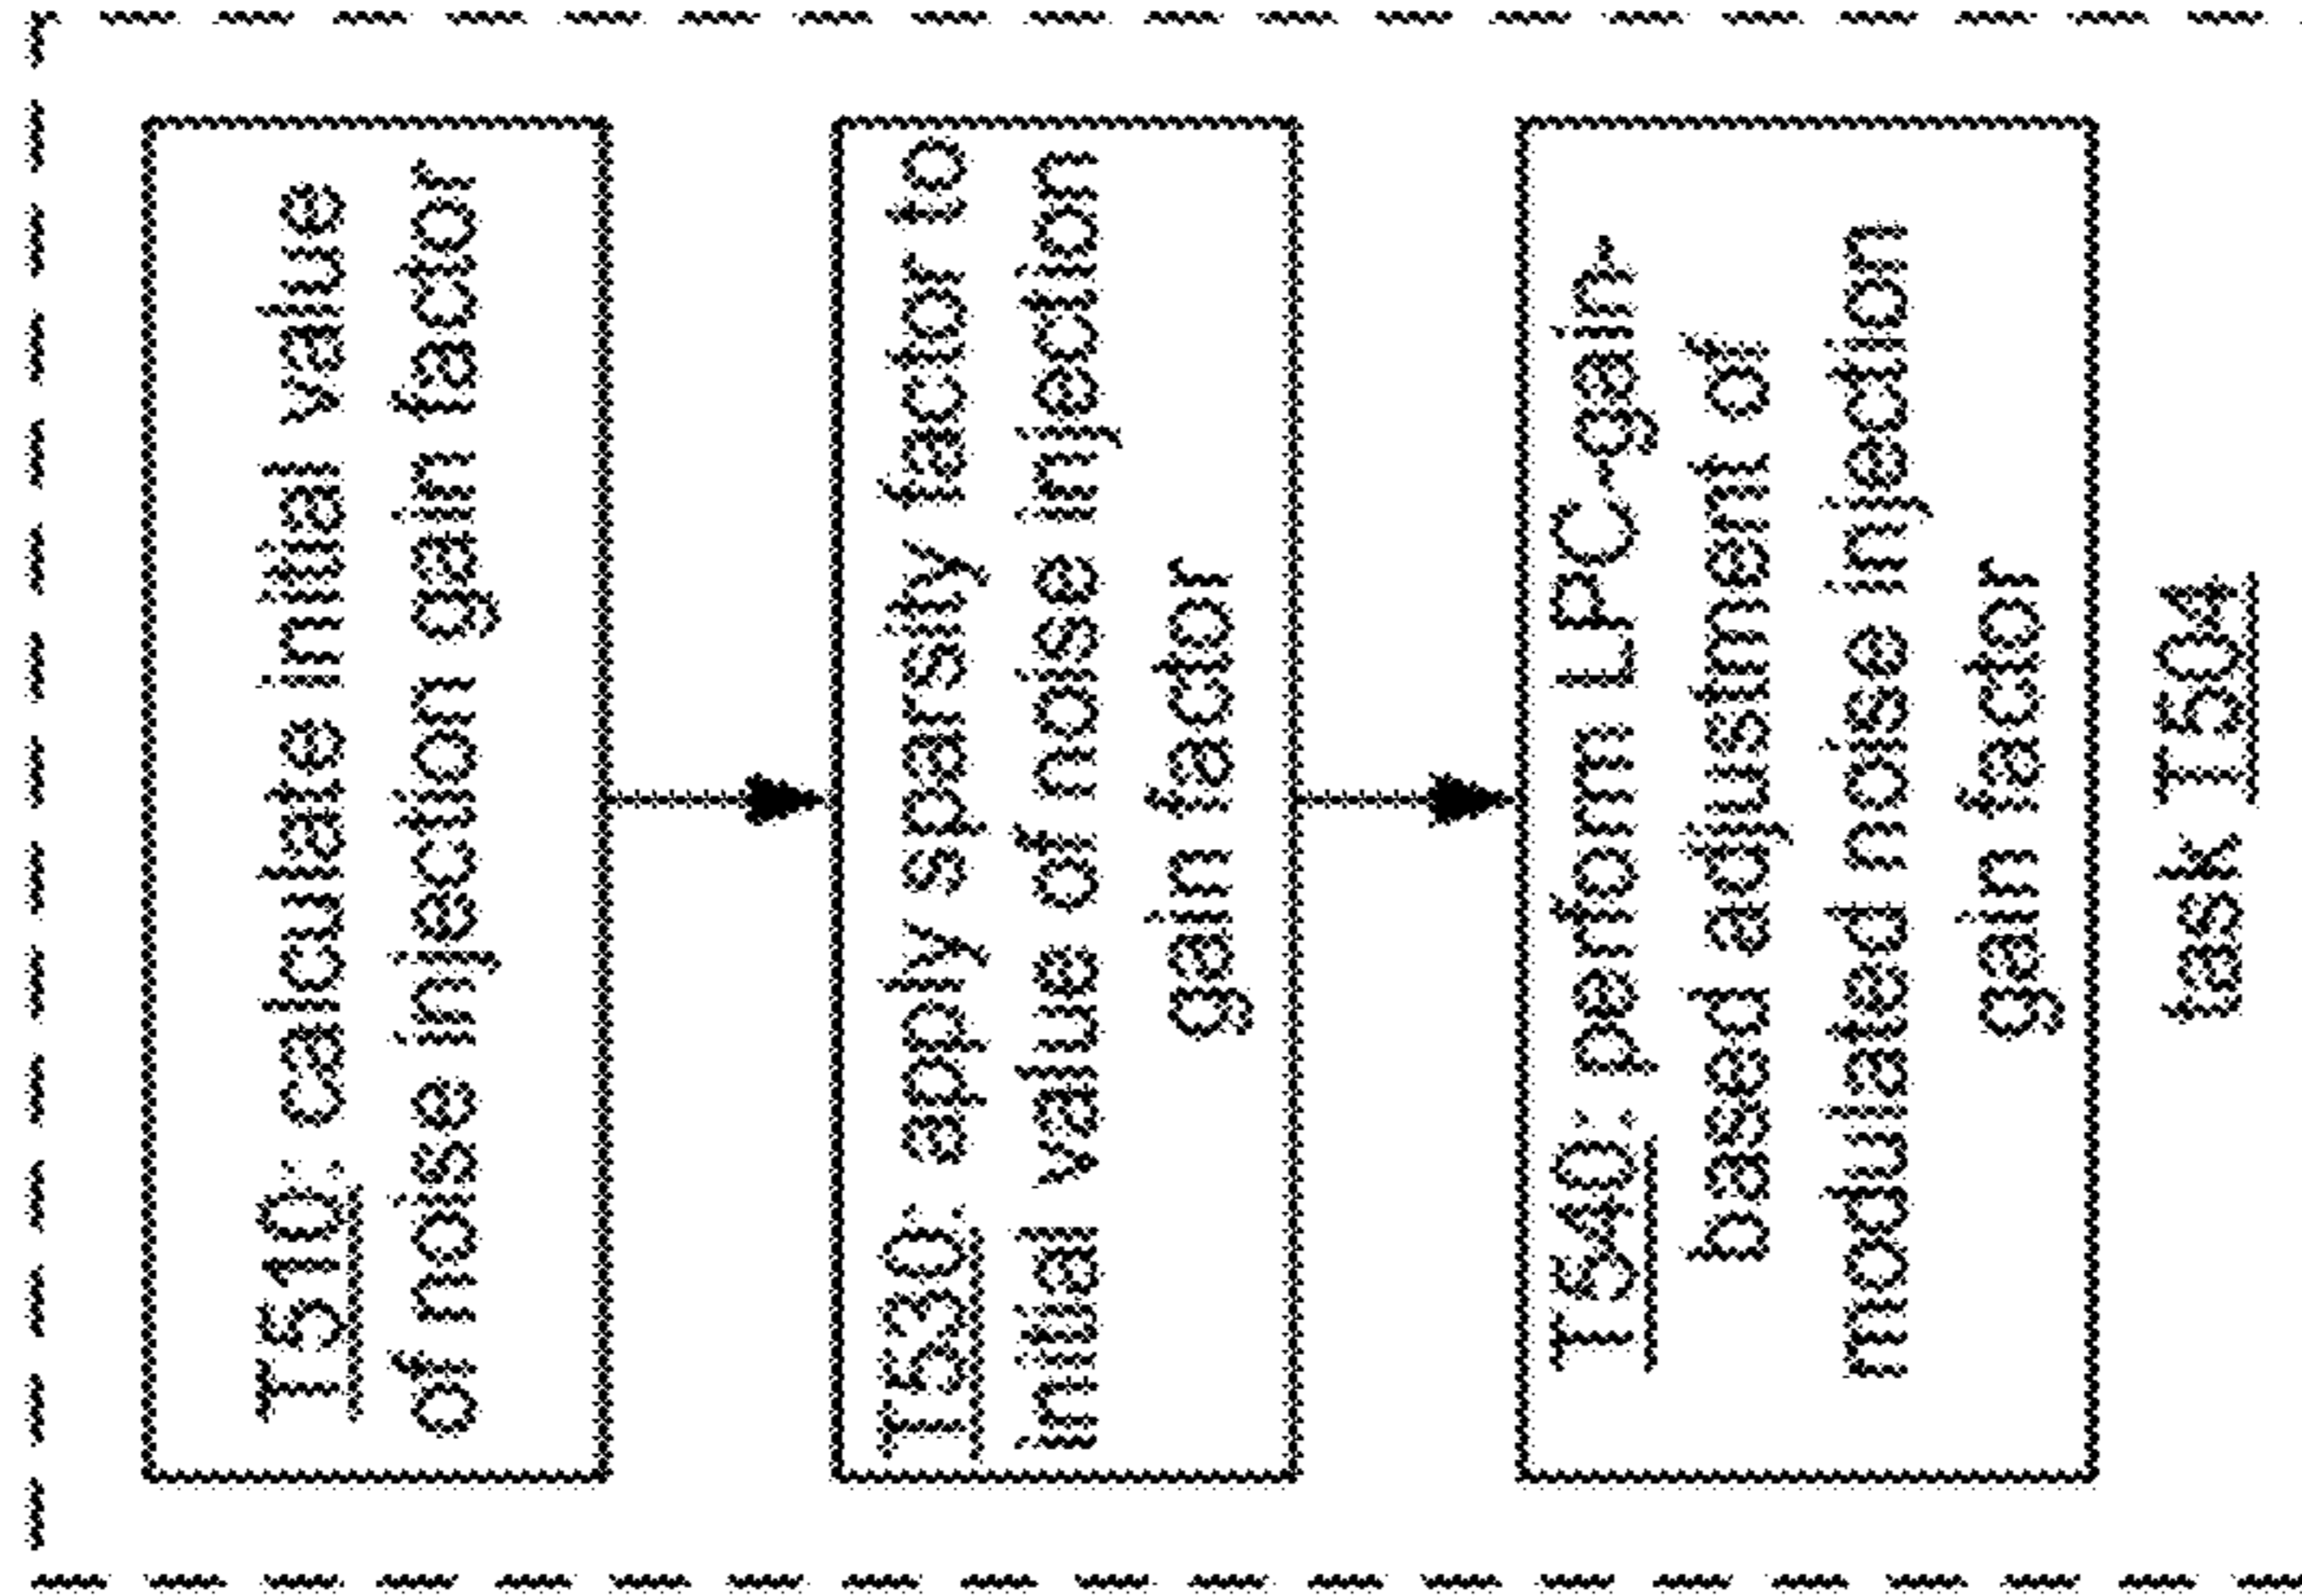 T510: calculate initial value
of noise injection gain factor
T530: apply sparsity factor to
initial value of noise injection
gain factor
T540: perform LPC-gain-
based adjustment of
modulated noise injection
gain factor
task T504